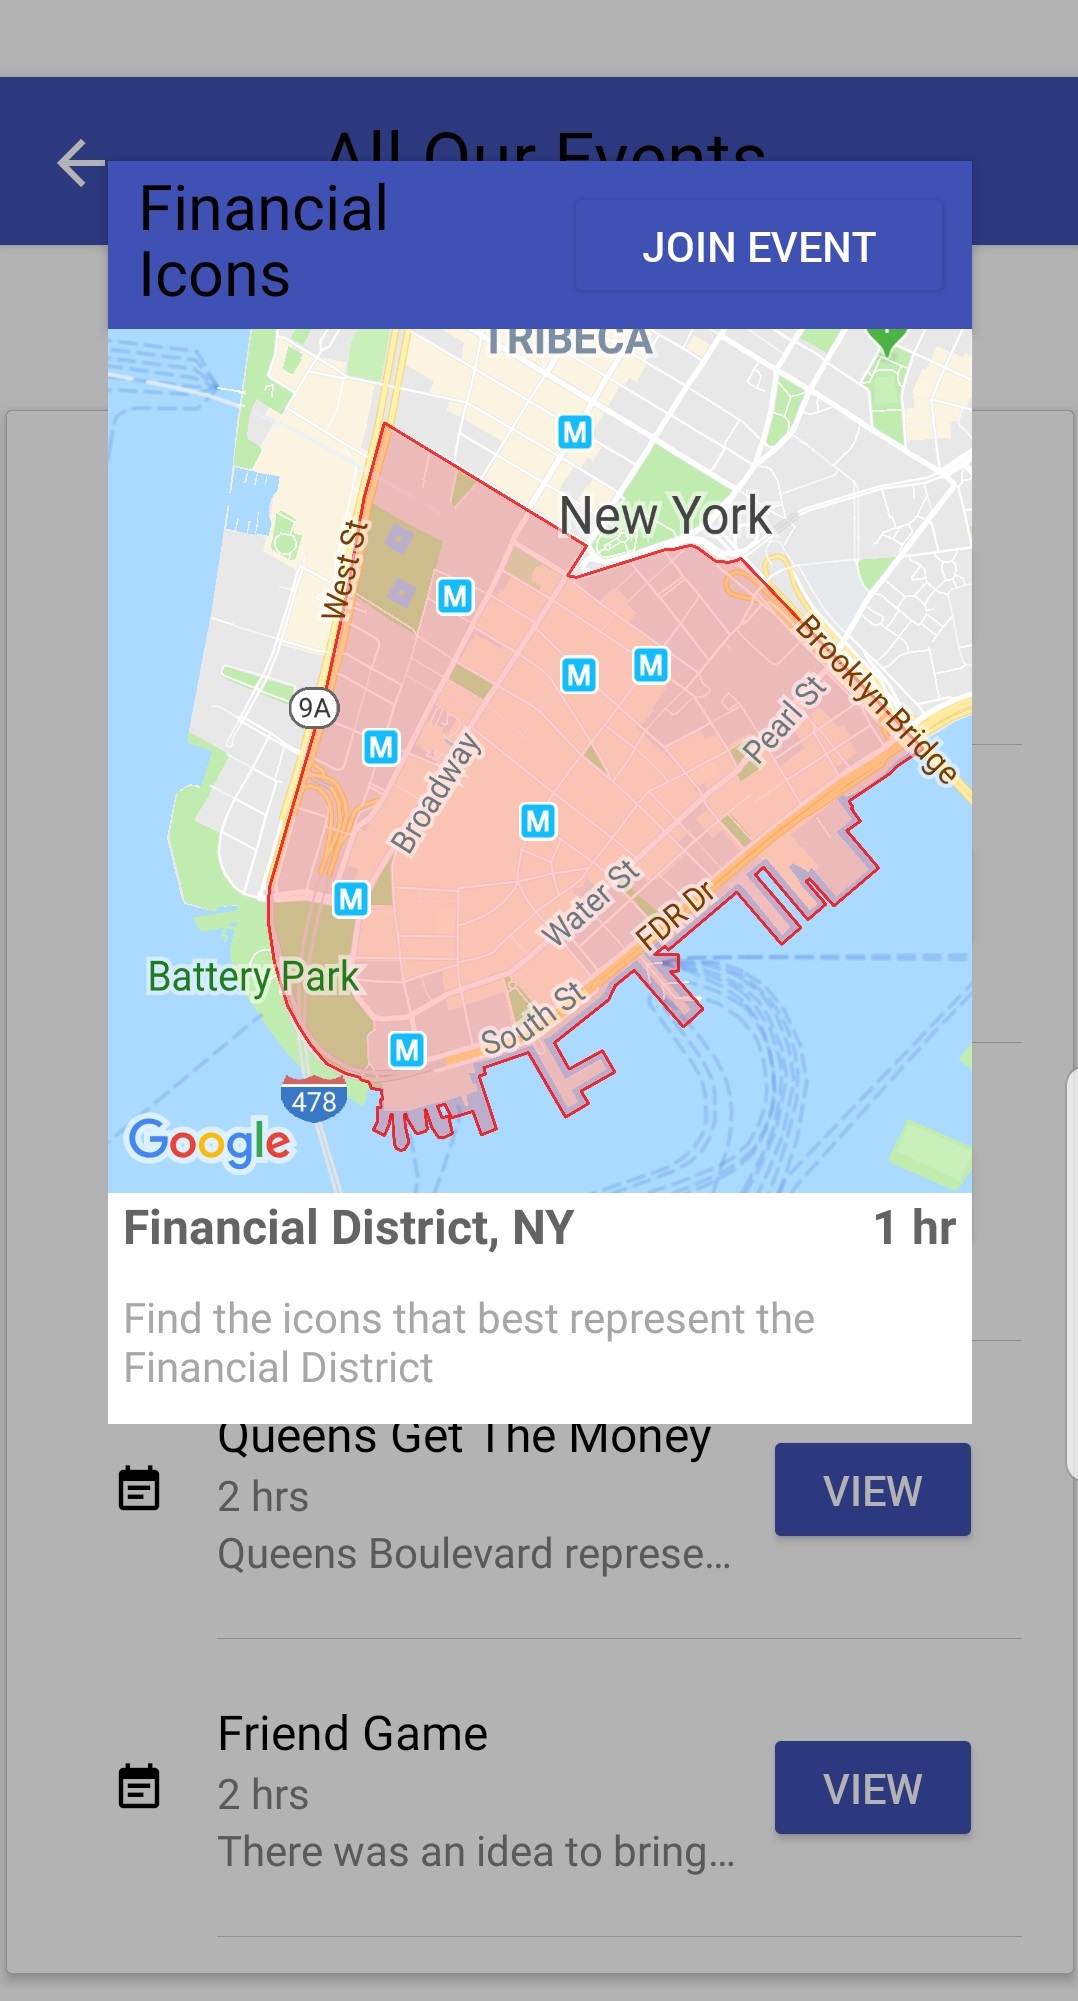 All Our Events
Financial
Icons
JOIN EVENT
TRIBECA
M
New York
West St
M
M
M
Brooklyn Bridge
Pearl St
9A
M
Broadway
M
Water St
M
FDR Dr
Battery Park
South St
M
478
Google
Financial District, NY
1 hr
Find the icons that best represent the
Financial District
Queens Get The Money
2 hrs
VIEW
Queens Boulevard represe...
Friend Game
2 hrs
VIEW
There was an idea to bring...